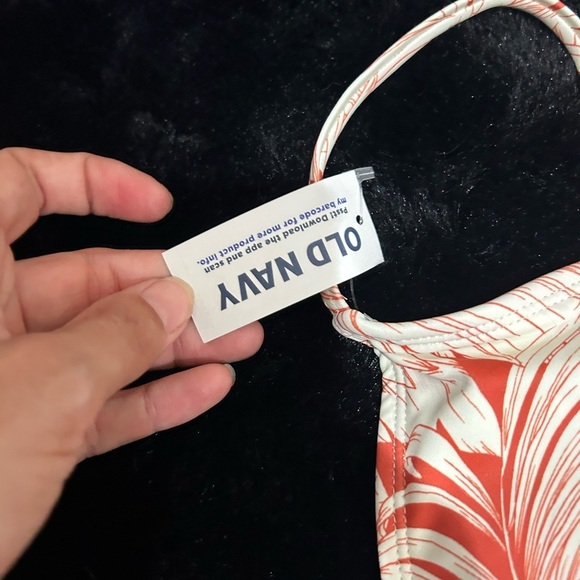 OLD NAVY
Psst! Download the app and scan
my barcode for more product info.